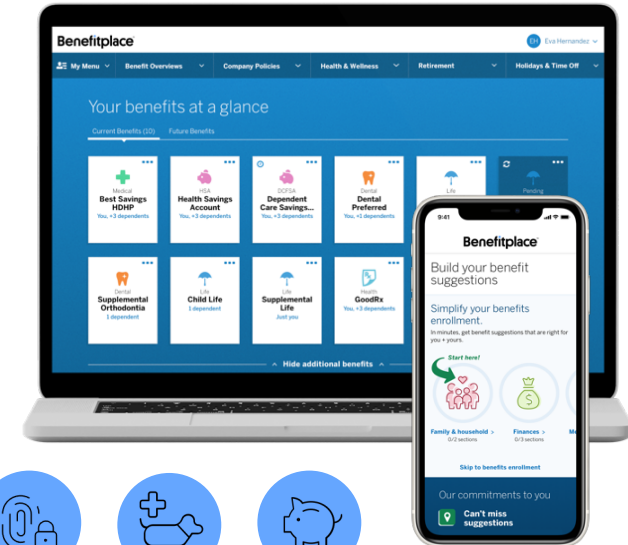 Benefitplace
EH Eva Hernandez
My Menu Benefit Overviews Company Policies Health & Wellness Retirement Holidays & Time Off
Your benefits at a glance
Current Benefits (10) Future Benefits
Medical
Best Savings
HDHP
You, +3 dependents
HSA
Health Savings
Account
You, +3 dependents
DCFSA
Dependent
Care Savings...
You, +3 dependents
Dental
Dental
Preferred
You, +1 dependents
Life
Pending
Dental
Supplemental
Orthodontia
1 dependent
Life
Child Life
1 dependent
Life
Supplemental
Life
Just you
Health
GoodRx
You, +3 dependents
Hide additional benefits
9:41
Benefitplace
Build your benefit
suggestions
Simplify your benefits
enrollment.
In minutes, get benefit suggestions that are right for
you + yours.
Start here!
Family & household >
0/2 sections
Finances >
0/3 sections
Skip to benefits enrollment
Our commitments to you
Can't miss
suggestions